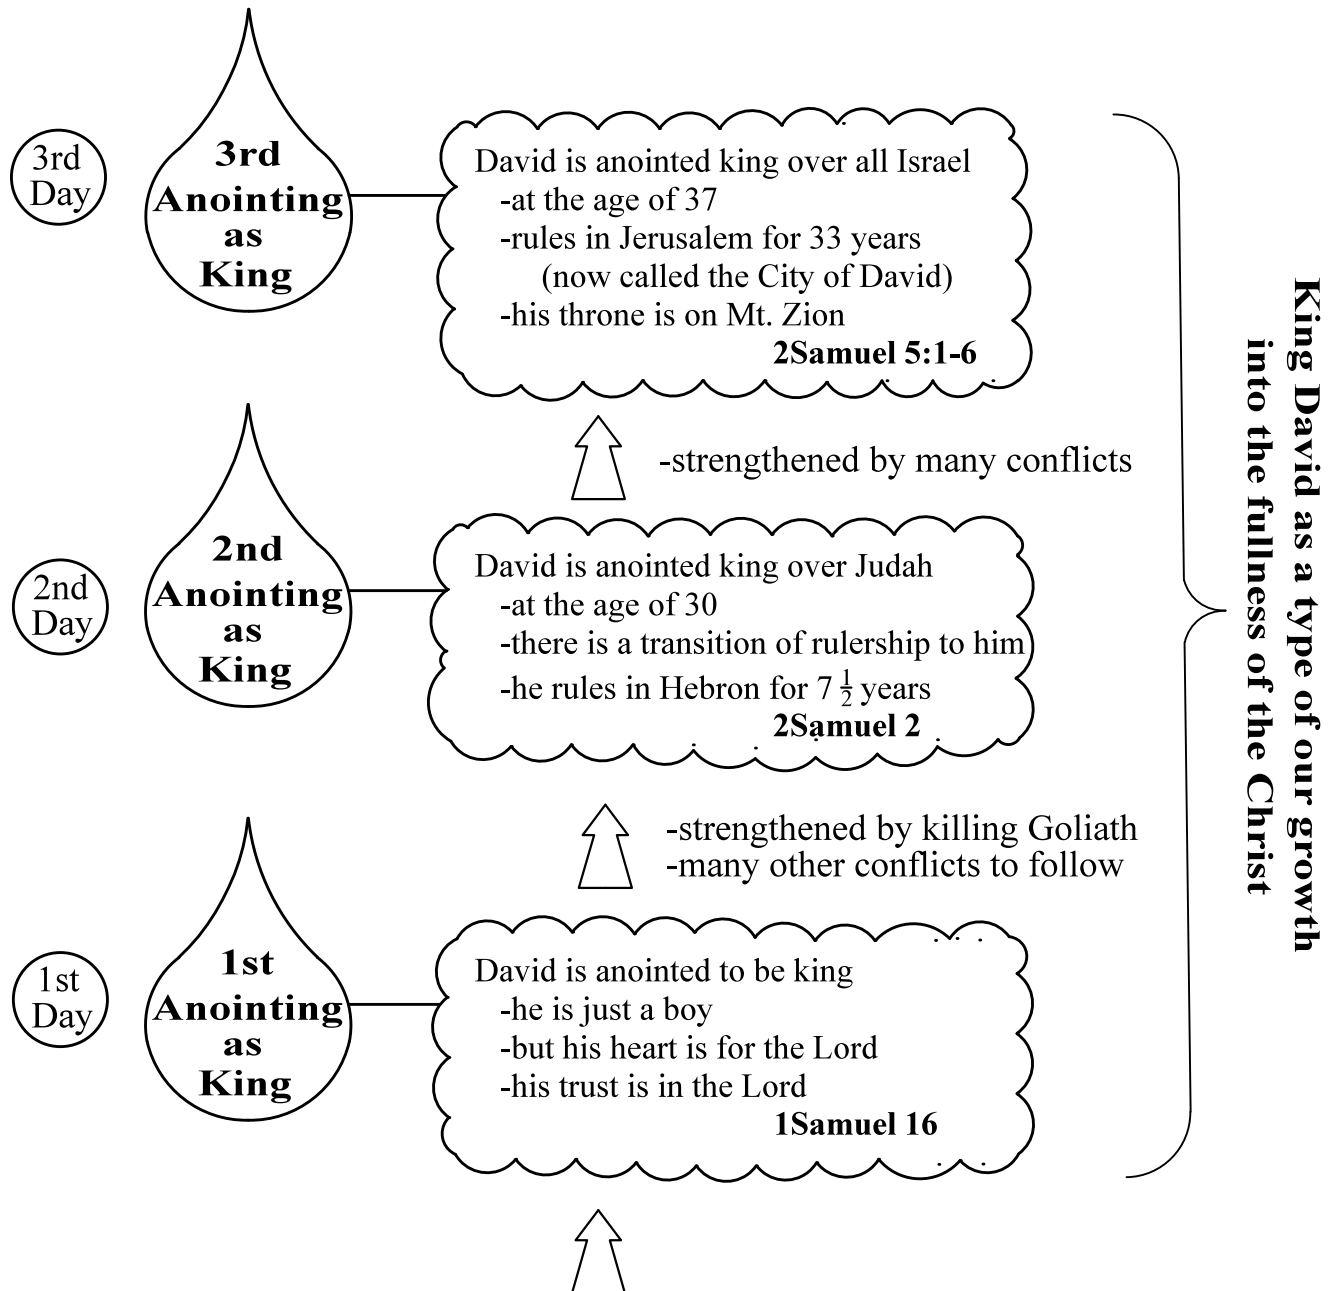 3rd
Day
3rd
Anointing
as
King
David is anointed king over all Israel
-at the age of 37
-rules in Jerusalem for 33 years
(now called the City of David)
-his throne is on Mt. Zion
2Samuel 5:1-6
-strengthened by many conflicts
2nd
Day
2nd
Anointing
as
King
David is anointed king over Judah
-at the age of 30
-there is a transition of rulership to him
-he rules in Hebron for 7 1/2 years
2Samuel 2
-strengthened by killing Goliath
-many other conflicts to follow
1st
Day
1st
Anointing
as
King
David is anointed to be king
-he is just a boy
-but his heart is for the Lord
-his trust is in the Lord
1Samuel 16
King David as a type of our growth
into the fullness of the Christ